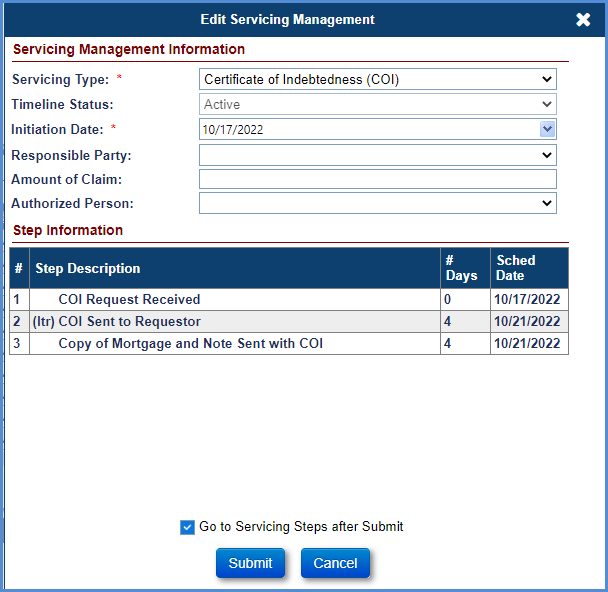 Edit Servicing Management
Servicing Management Information
Servicing Type: * Certificate of Indebtedness (COI)
Timeline Status: Active
Initiation Date: * 10/17/2022
Responsible Party:
Amount of Claim:
Authorized Person:
Step Information
# Step Description # Days Sched Date
1 COI Request Received 0 10/17/2022
2 (ltr) COI Sent to Requestor 4 10/21/2022
3 Copy of Mortgage and Note Sent with COI 4 10/21/2022
Go to Servicing Steps after Submit
Submit Cancel